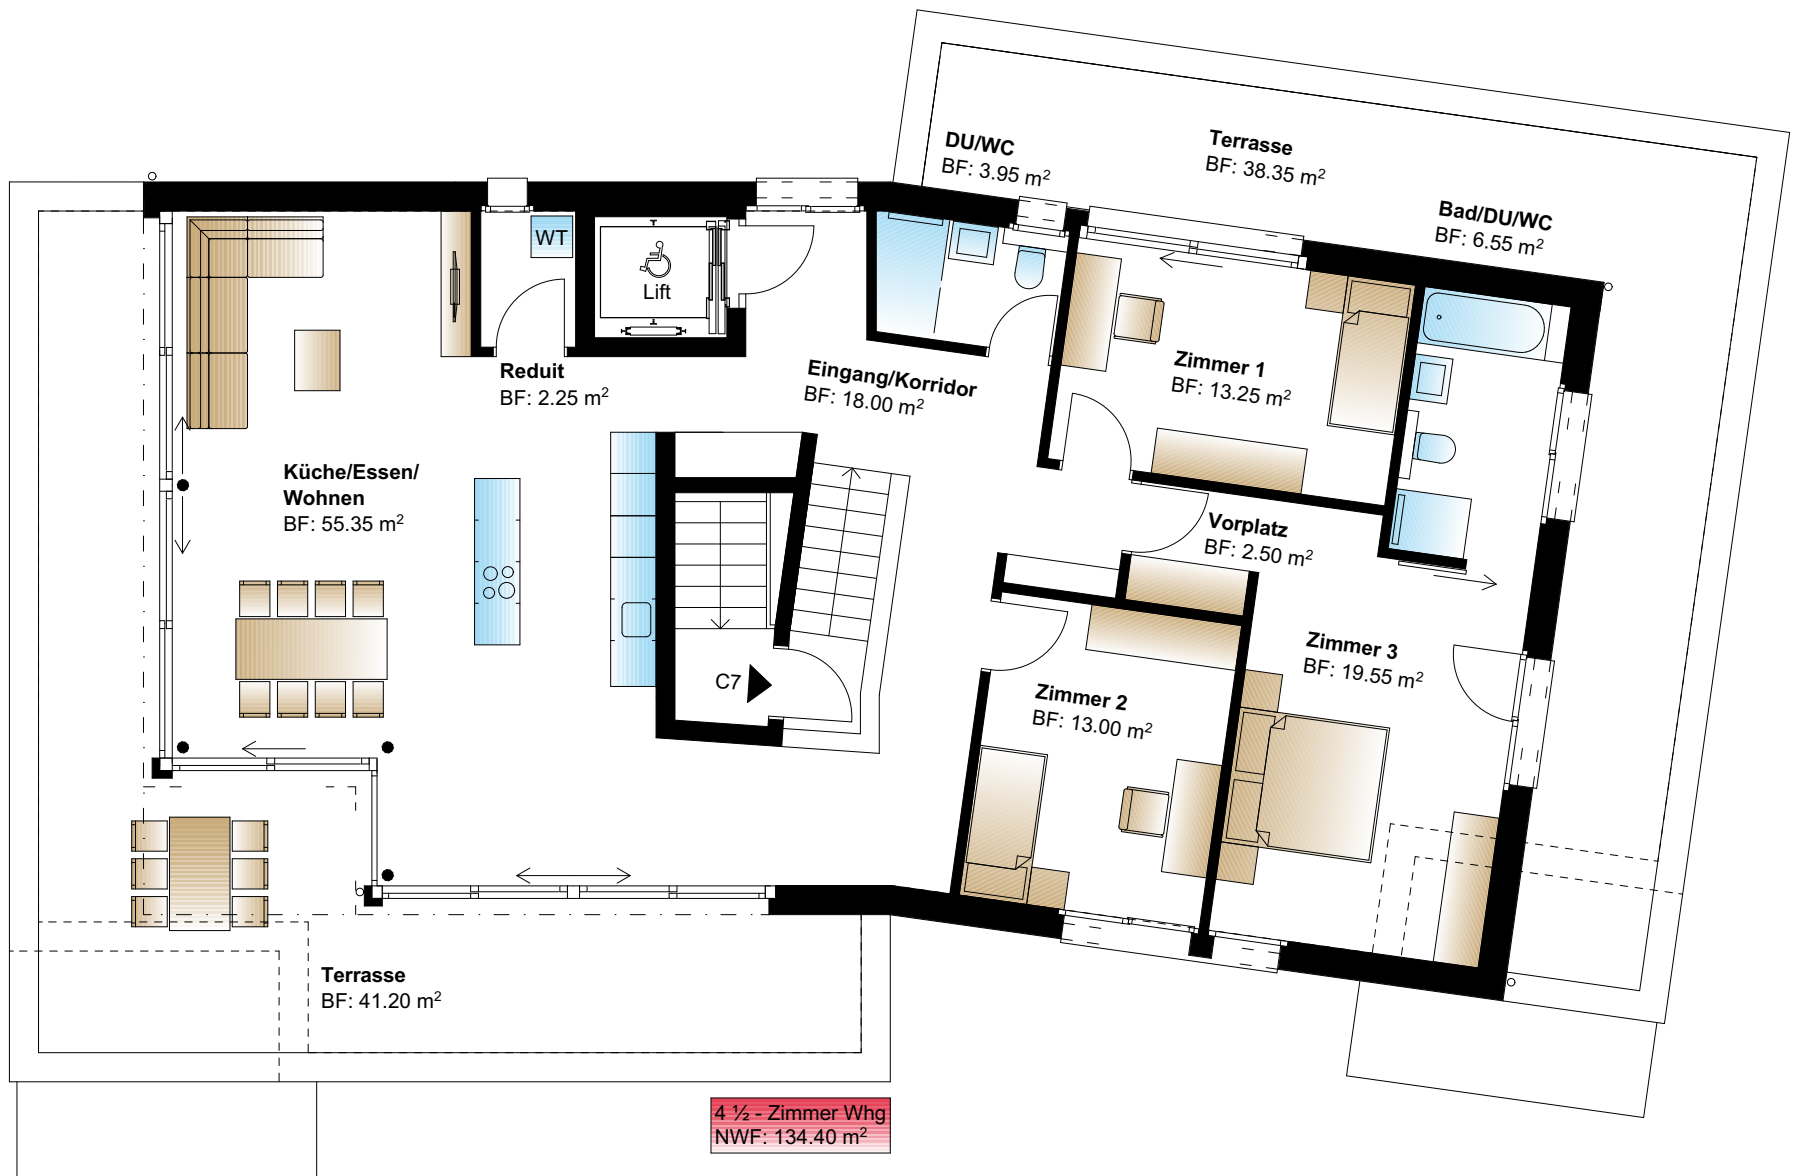 DU/WC
BF: 3.95 m²
Terrasse
BF: 38.35 m²
Bad/DU/WC
BF: 6.55 m²
WT
Lift
Reduit
BF: 2.25 m²
Eingang/Korridor
BF: 18.00 m²
Zimmer 1
BF: 13.25 m²
Küche/Essen/
Wohnen
BF: 55.35 m²
Vorplatz
BF: 2.50 m²
C7
Zimmer 3
BF: 19.55 m²
Zimmer 2
BF: 13.00 m²
Terrasse
BF: 41.20 m²
4 ½ - Zimmer Whg
NWF: 134.40 m²